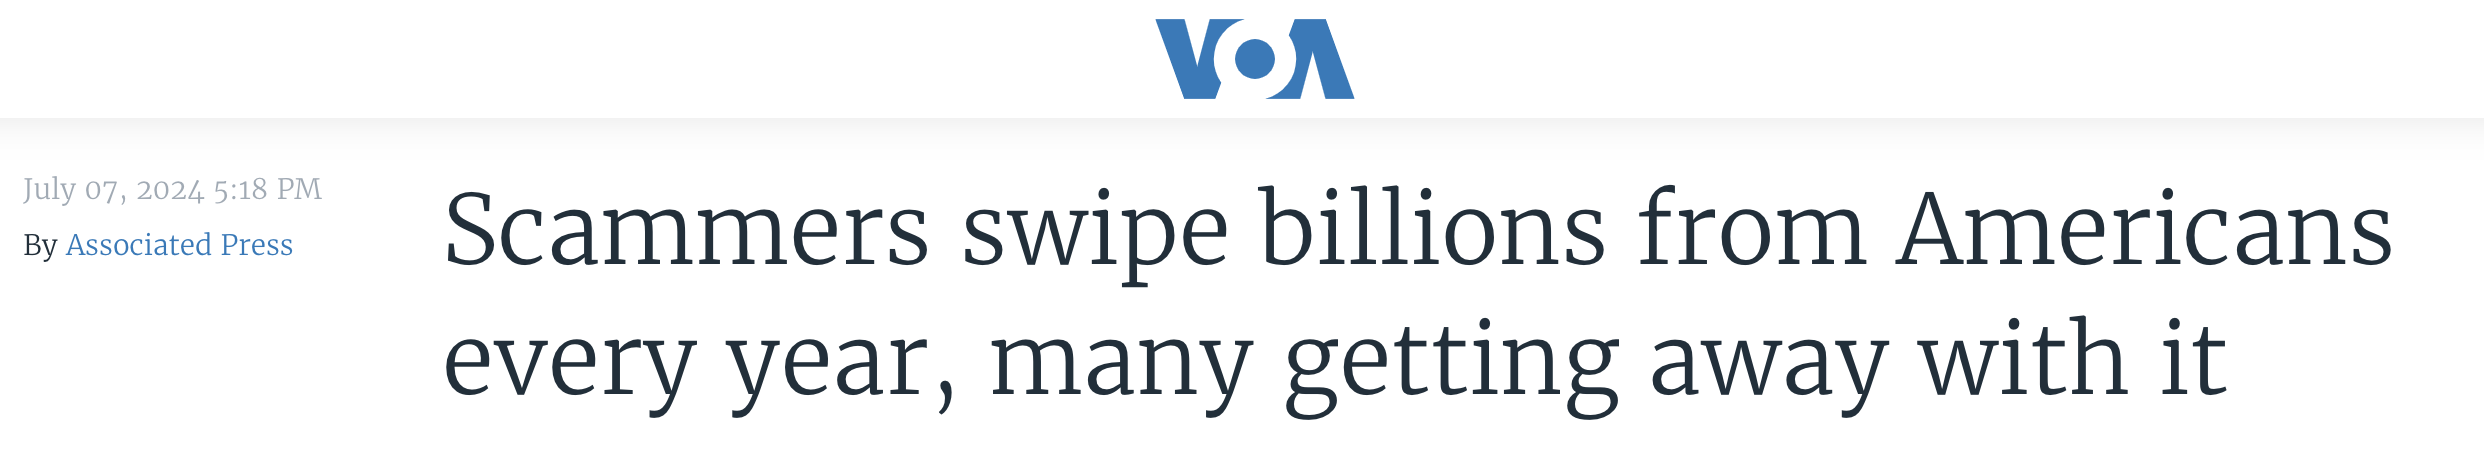 VOA
July 07, 2024 5:18 PM
By Associated Press
Scammers swipe billions from Americans
every year, many getting away with it